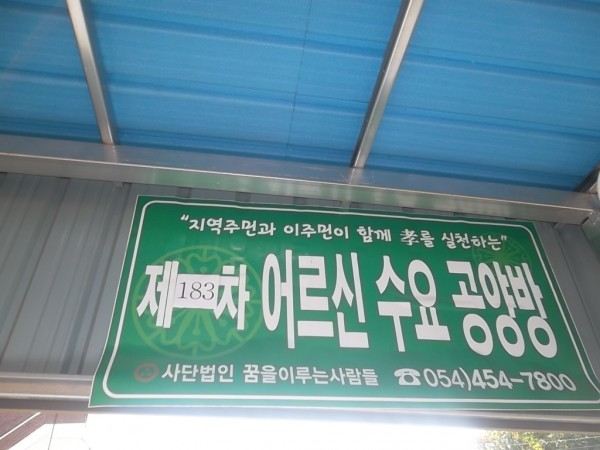 "지역주민과 이주민이 함께 孝를 실천하는"
제183차 어르신 수요 공양방
사단법인 꿈을이루는사람들 ☎054)454-7800